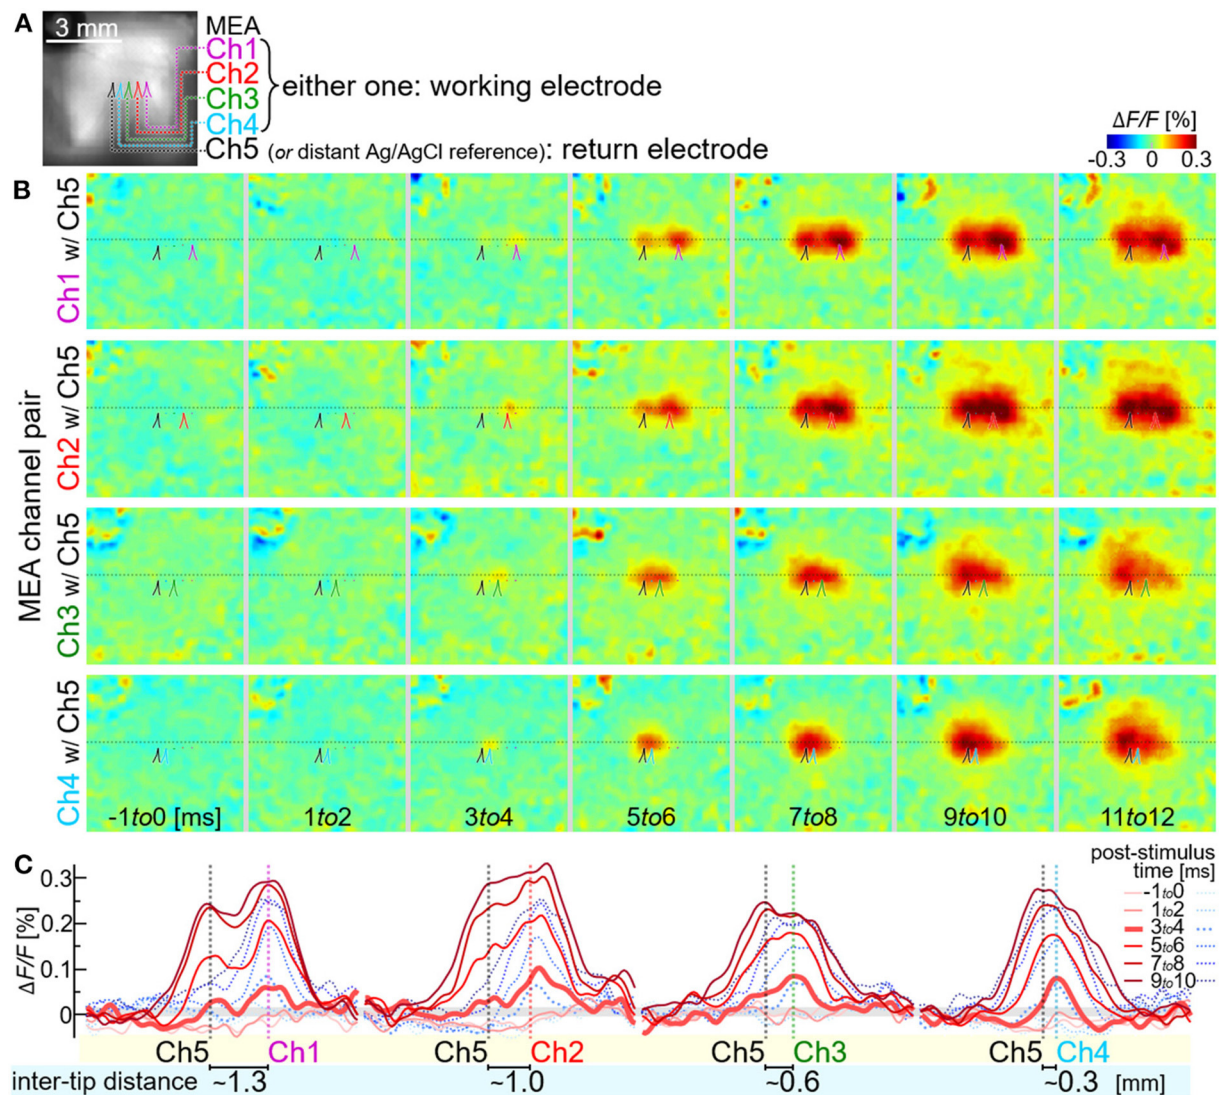 A
3 mm
MEA
Ch1
Ch2
Ch3
Ch4
either one: working electrode
Ch5 (or distant Ag/AgCl reference): return electrode
ΔF/F [%]
-0.3 0 0.3
B
MEA channel pair
Ch1 w/ Ch5
Ch2 w/ Ch5
Ch3 w/ Ch5
Ch4 w/ Ch5
-1to0 [ms] 1to2 3to4 5to6 7to8 9to10 11to12
C
ΔF/F [%]
0.3
0.2
0.1
0
post-stimulus
time [ms]
-1to0
1to2
3to4
5to6
7to8
9to10
Ch5 Ch1 Ch5 Ch2 Ch5 Ch3 Ch5 Ch4
inter-tip distance ~1.3 ~1.0 ~0.6 ~0.3 [mm]